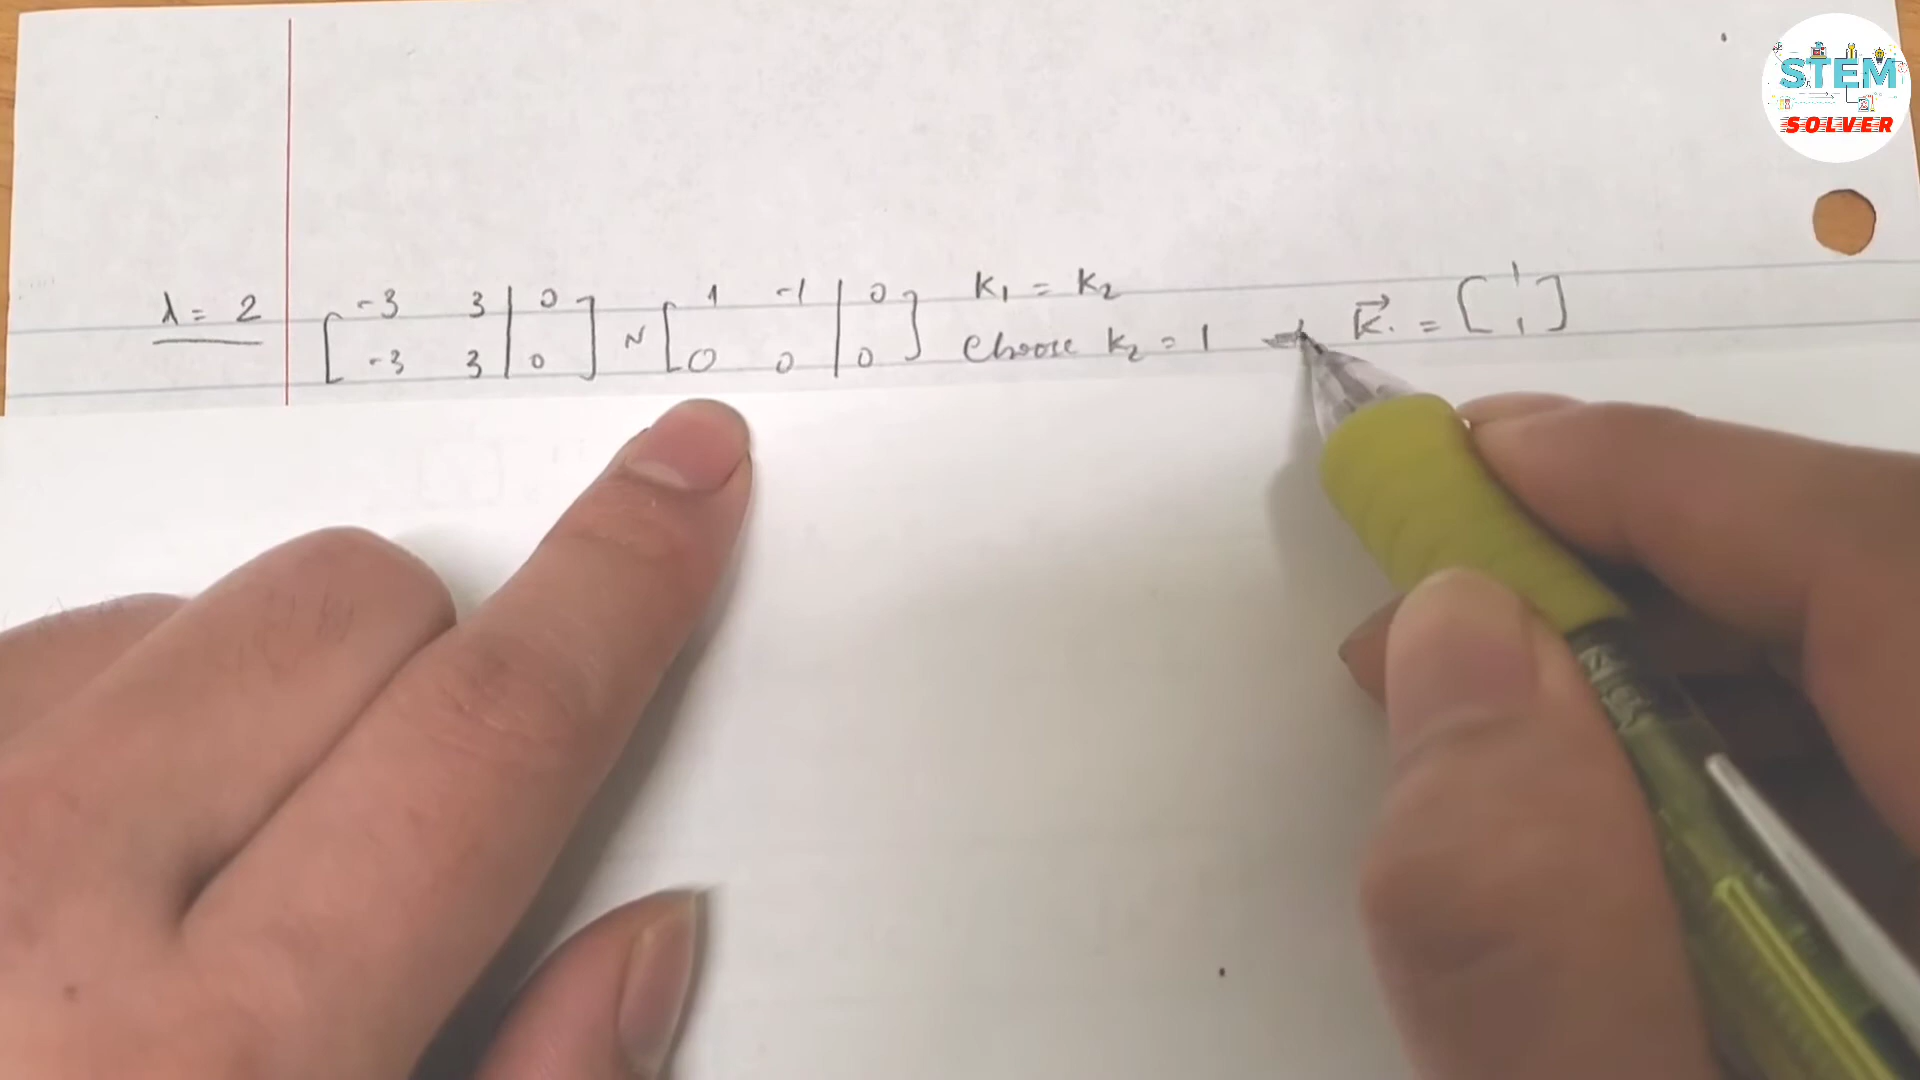 STEM
SOLVER
λ = 2 [ -3 3 | 0 ] ~ [ 1 -1 | 0 ] K₁ = K₂
[ -3 3 | 0 ] [ 0 0 | 0 ] choose K₂ = 1 → K⃗. = [ 1
1 ]